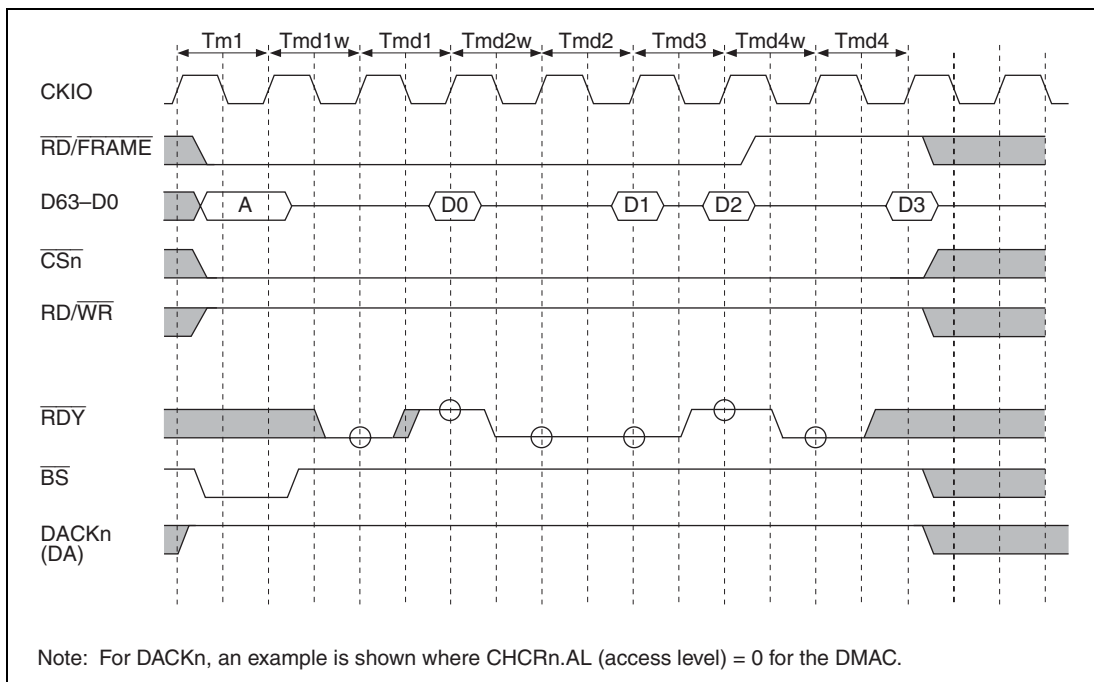 Tm1 Tmd1w Tmd1 Tmd2w Tmd2 Tmd3 Tmd4w Tmd4
CKIO
RD/FRAME
D63–D0 A D0 D1 D2 D3
CSn
RD/WR
RDY
BS
DACKn
(DA)
Note: For DACKn, an example is shown where CHCRn.AL (access level) = 0 for the DMAC.